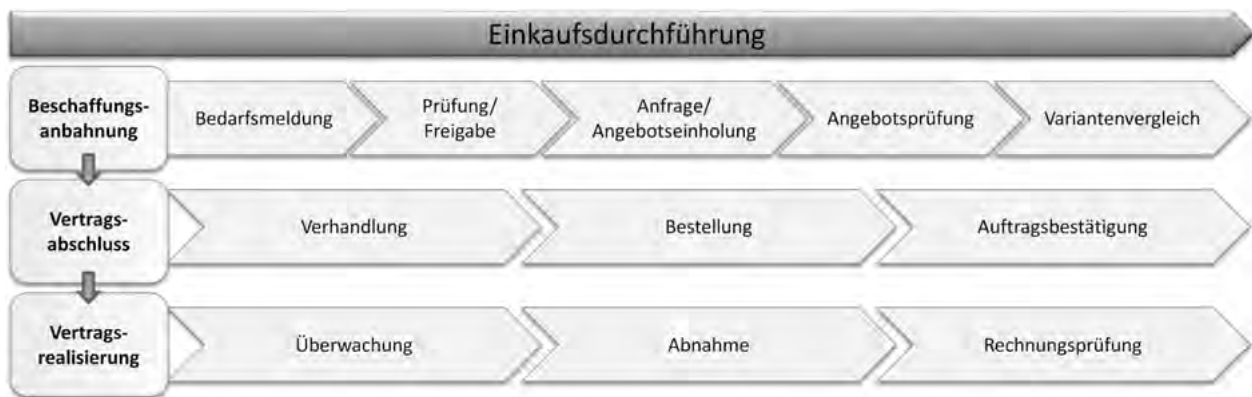 Einkaufsdurchführung
Beschaffungs-
anbahnung
Bedarfsmeldung
Prüfung/
Freigabe
Anfrage/
Angebotseinholung
Angebotsprüfung
Variantenvergleich
Vertrags-
abschluss
Verhandlung
Bestellung
Auftragsbestätigung
Vertrags-
realisierung
Überwachung
Abnahme
Rechnungsprüfung